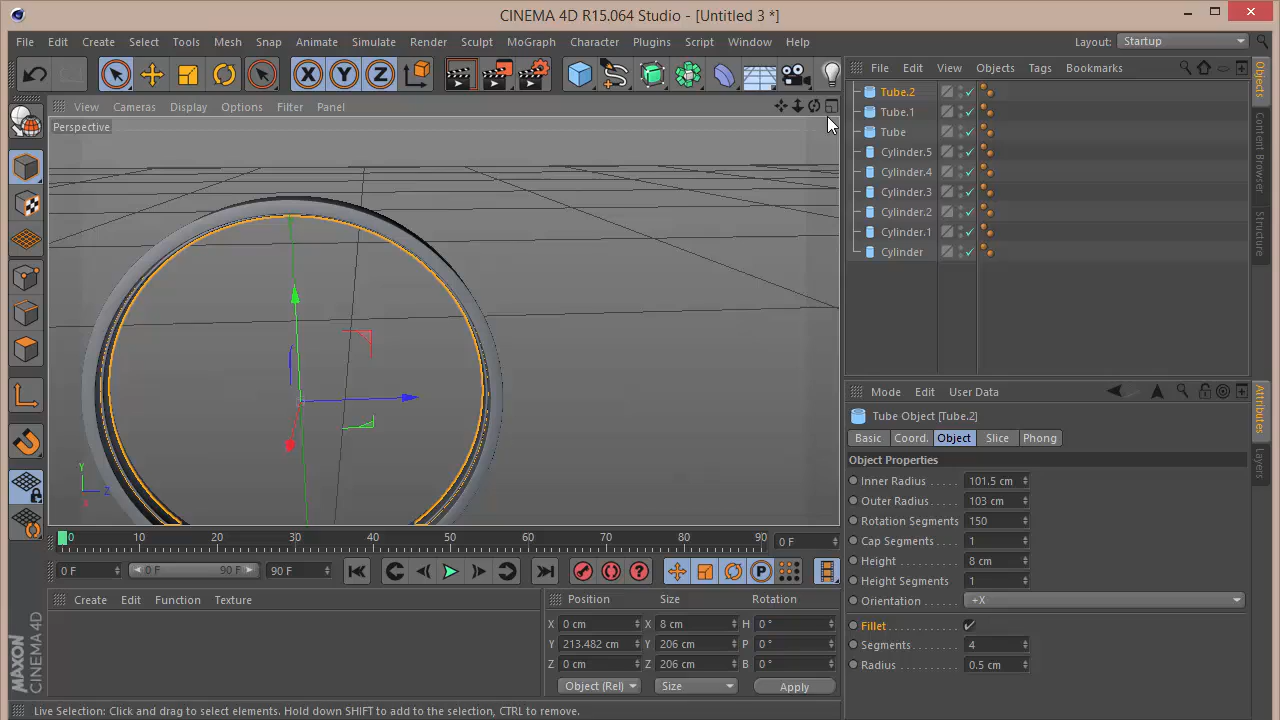 CINEMA 4D R15.064 Studio - [Untitled 3 *]
File Edit Create Select Tools Mesh Snap Animate Simulate Render Sculpt MoGraph Character Plugins Script Window Help Layout: Startup
X Y Z
View Cameras Display Options Filter Panel
Perspective
Y
Z
X
File Edit View Objects Tags Bookmarks
Tube.2
Tube.1
Tube
Cylinder.5
Cylinder.4
Cylinder.3
Cylinder.2
Cylinder.1
Cylinder
Objects
Content Browser
Structure
Mode Edit User Data
Tube Object [Tube.2]
Basic Coord. Object Slice Phong
Object Properties
Inner Radius . . . . . 101.5 cm
Outer Radius . . . . 103 cm
Rotation Segments 150
Cap Segments . . . 1
Height . . . . . . . . . 8 cm
Height Segments 1
Orientation . . . . . . +X
Fillet . . . . . . . . . . .
Segments . . . . . . . 4
Radius . . . . . . . . . 0.5 cm
Attributes
Layers
0 10 20 30 40 50 60 70 80 90 0 F
0 F 0 F 90 F 90 F P
Create Edit Function Texture
Position Size Rotation
X 0 cm X 8 cm H 0 °
Y 213.482 cm Y 206 cm P 0 °
Z 0 cm Z 206 cm B 0 °
Object (Rel) Size Apply
MAXON
CINEMA 4D
Live Selection: Click and drag to select elements. Hold down SHIFT to add to the selection, CTRL to remove.